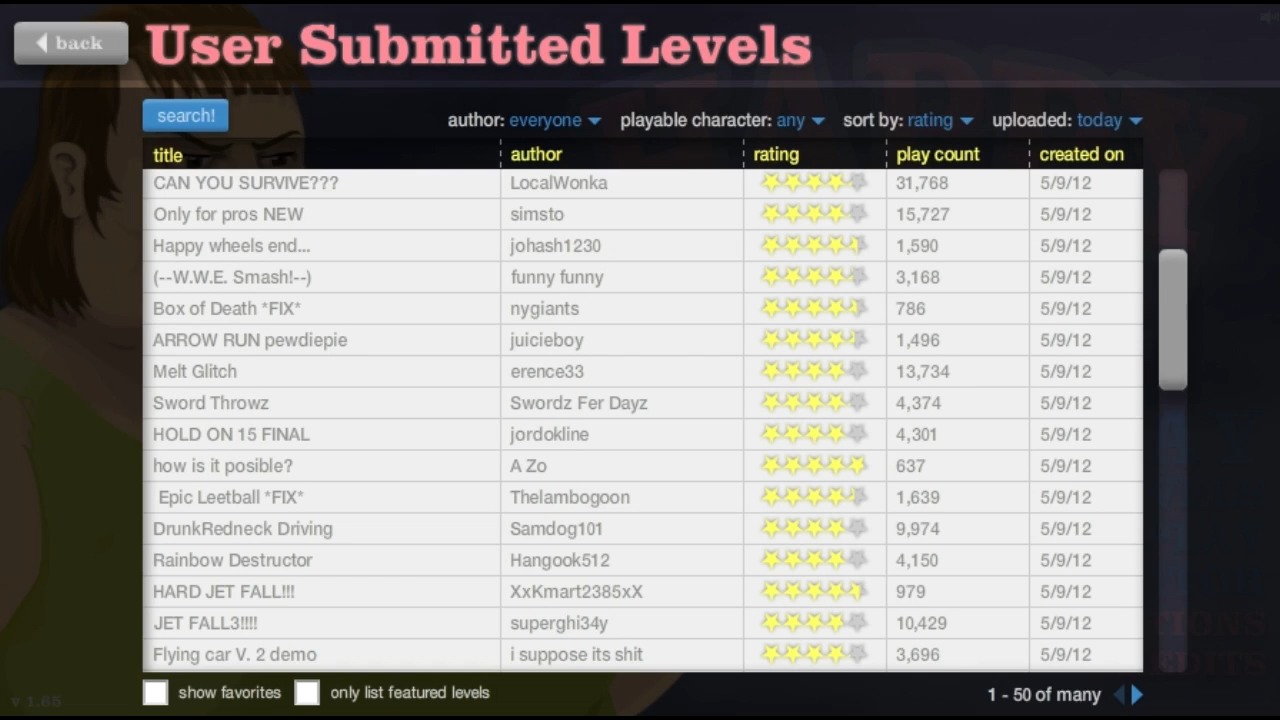 back
User Submitted Levels
search!
author: everyone playable character: any sort by: rating uploaded: today
title author rating play count created on
CAN YOU SURVIVE??? LocalWonka 31,768 5/9/12
Only for pros NEW simsto 15,727 5/9/12
Happy wheels end... johash1230 1,590 5/9/12
(--W.W.E. Smash!--) funny funny 3,168 5/9/12
Box of Death *FIX* nygiants 786 5/9/12
ARROW RUN pewdiepie juicieboy 1,496 5/9/12
Melt Glitch erence33 13,734 5/9/12
Sword Throwz Swordz Fer Dayz 4,374 5/9/12
HOLD ON 15 FINAL jordokline 4,301 5/9/12
how is it posible? A Zo 637 5/9/12
Epic Leetball *FIX* Thelambogoon 1,639 5/9/12
DrunkRedneck Driving Samdog101 9,974 5/9/12
Rainbow Destructor Hangook512 4,150 5/9/12
HARD JET FALL!!! XxKmart2385xX 979 5/9/12
JET FALL3!!!! superghi34y 10,429 5/9/12
Flying car V. 2 demo i suppose its shit 3,696 5/9/12
show favorites only list featured levels 1 - 50 of many
v 1.65